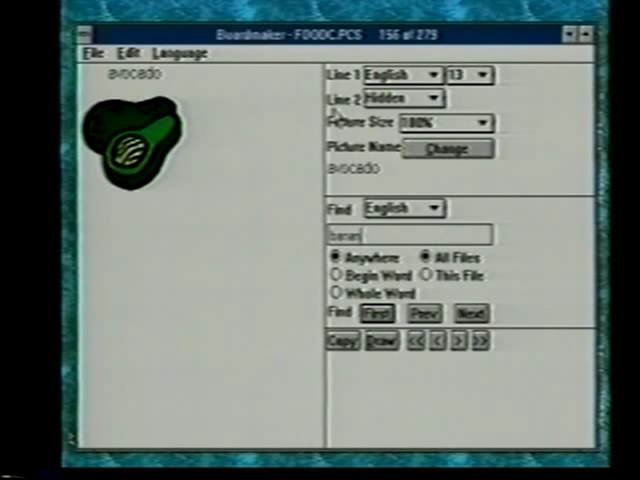 Boardmaker - FOODC.PCS 156 of 279
File Edit Language
avocado
Line 1 English 13
Line 2 Hidden
Picture Size 100%
Picture Name Change
avocado
Find English
banan
Anywhere All Files
Begin Word This File
Whole Word
Find First Prev Next
Copy Draw << < > >>